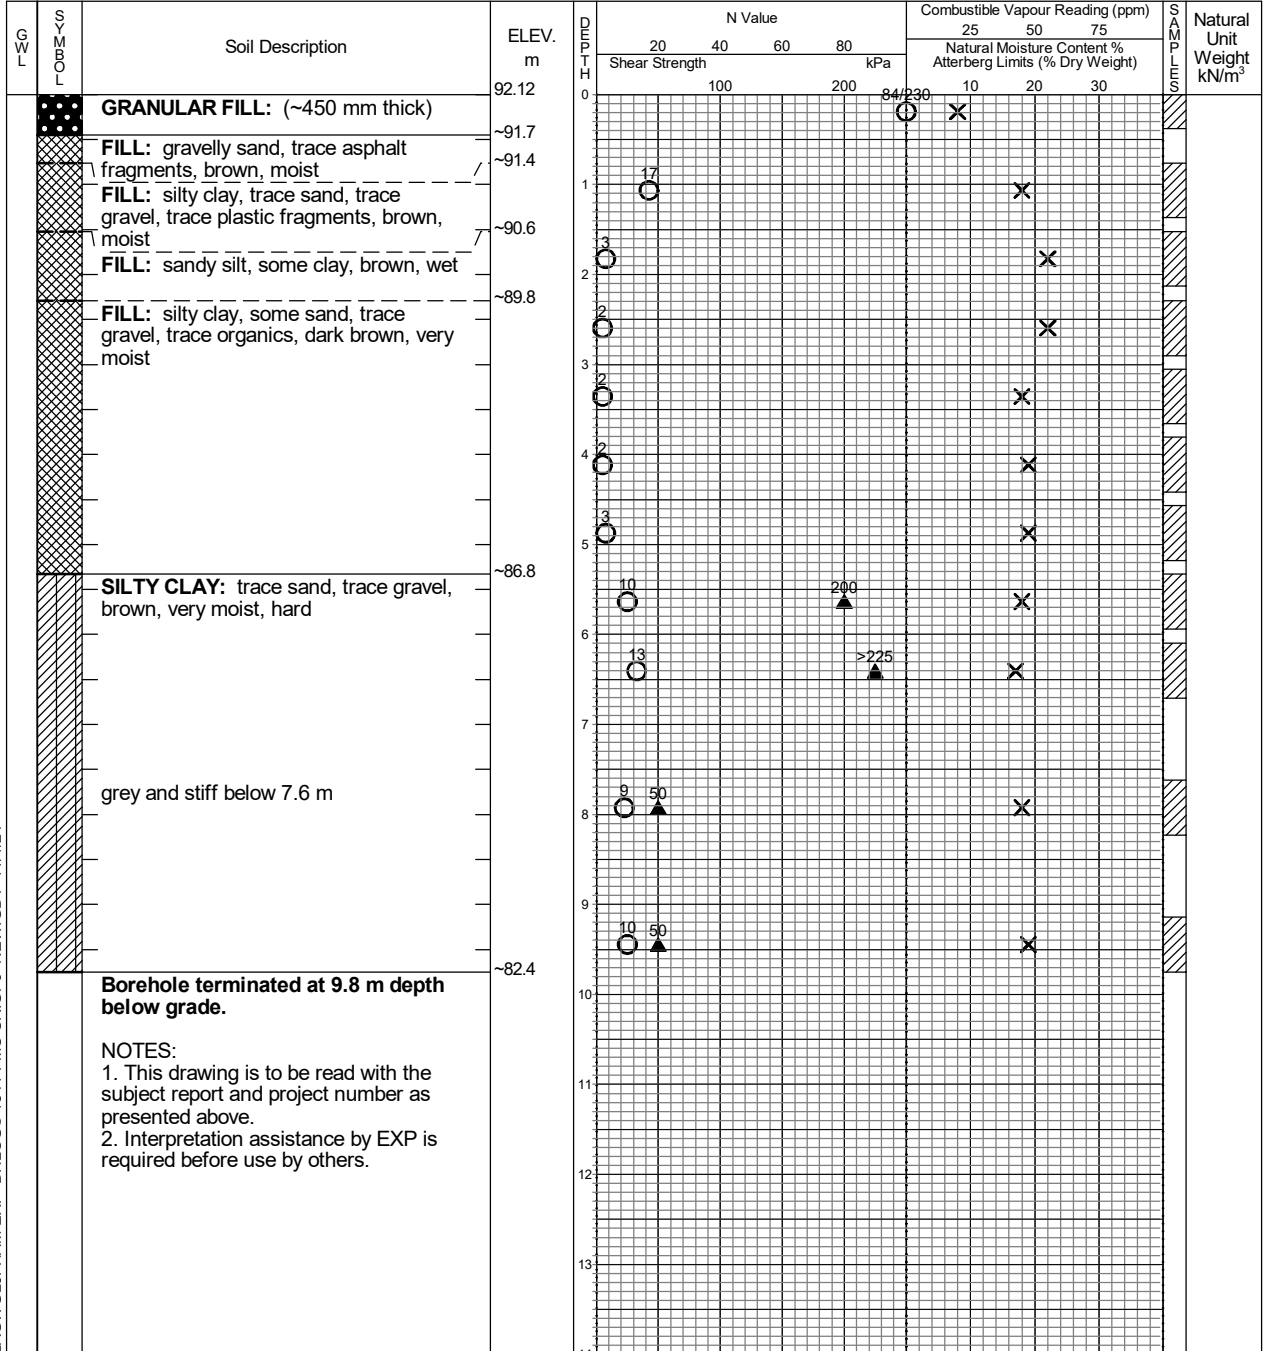 GWL
SYMBOL
Soil Description
ELEV.
m
DEPTH
N Value
20 40 60 80
Shear Strength kPa
100 200
Combustible Vapour Reading (ppm)
25 50 75
Natural Moisture Content %
Atterberg Limits (% Dry Weight)
10 20 30
SAMPLES
Natural
Unit
Weight
kN/m³
92.12
0
84/230
GRANULAR FILL: (~450 mm thick)
~91.7
FILL: gravelly sand, trace asphalt
fragments, brown, moist
~91.4
17
1
FILL: silty clay, trace sand, trace
gravel, trace plastic fragments, brown,
moist
~90.6
3
FILL: sandy silt, some clay, brown, wet
2
~89.8
FILL: silty clay, some sand, trace
gravel, trace organics, dark brown, very
moist
2
3
2
4
2
3
5
~86.8
SILTY CLAY: trace sand, trace gravel,
brown, very moist, hard
10
200
6
13
>225
7
grey and stiff below 7.6 m
9
50
8
9
10
50
~82.4
Borehole terminated at 9.8 m depth
below grade.
10
NOTES:
1. This drawing is to be read with the
subject report and project number as
presented above.
2. Interpretation assistance by EXP is
required before use by others.
11
12
13